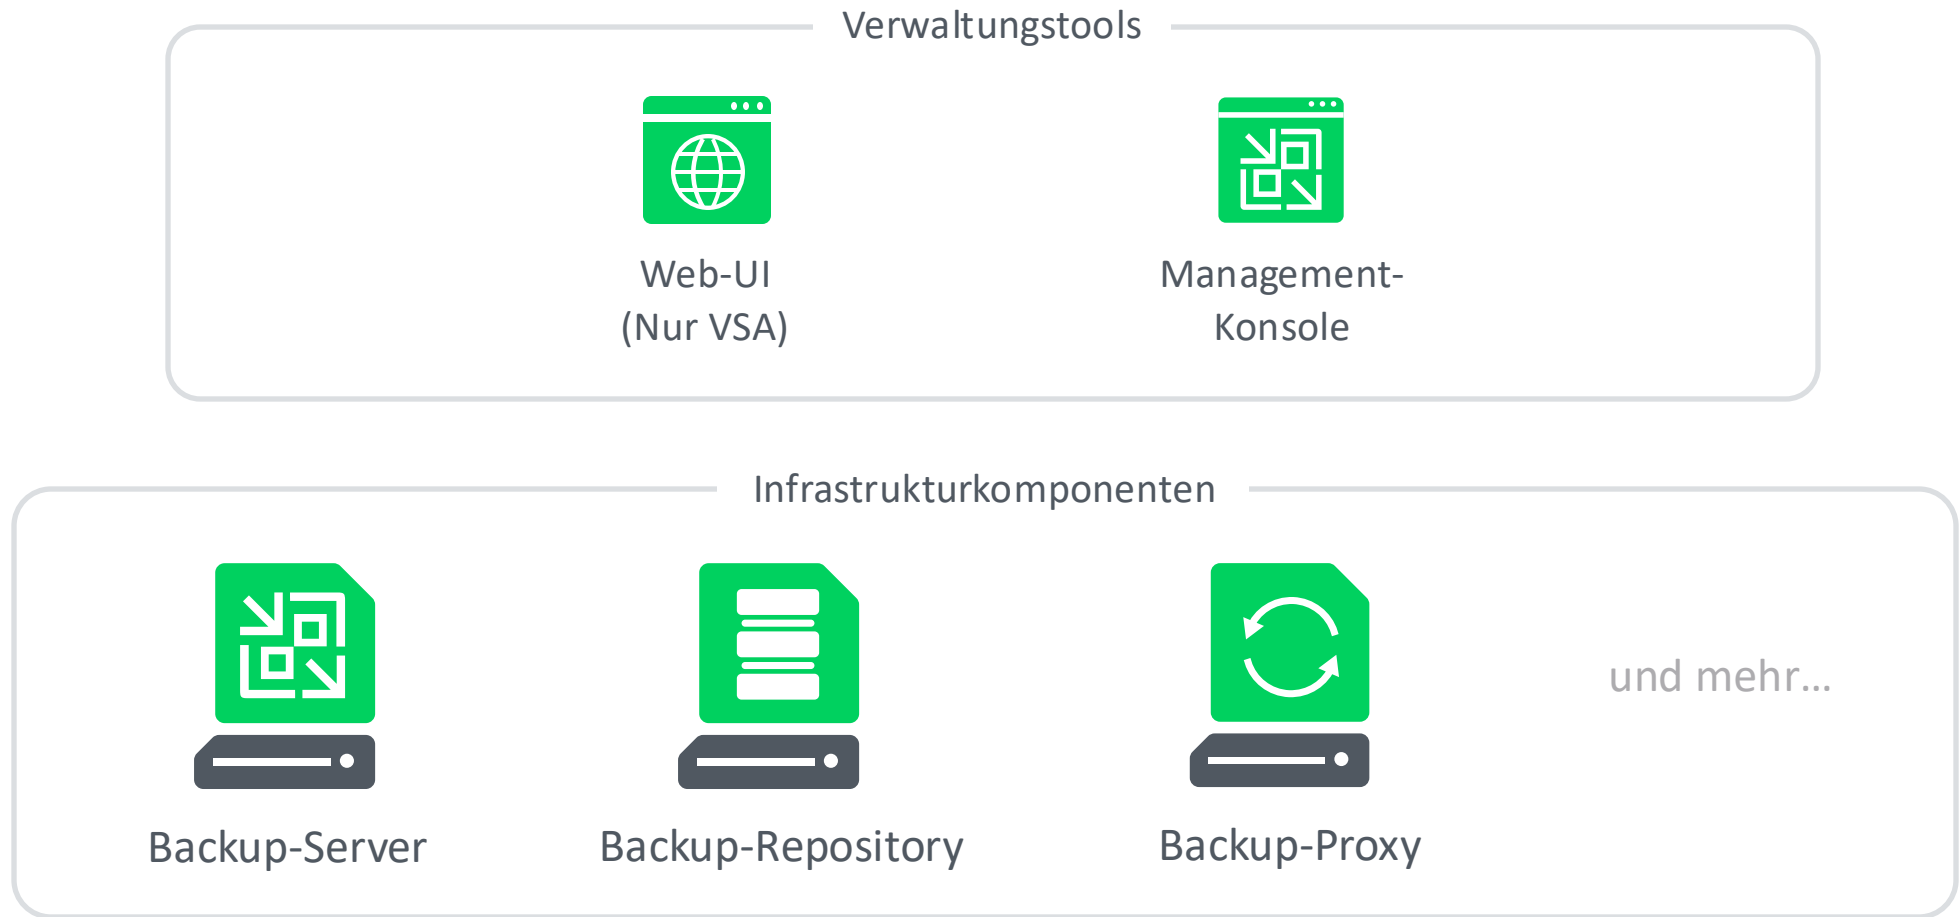 Verwaltungstools
Web-UI
(Nur VSA)
Management-
Konsole
Infrastrukturkomponenten
Backup-Server
Backup-Repository
Backup-Proxy
und mehr...